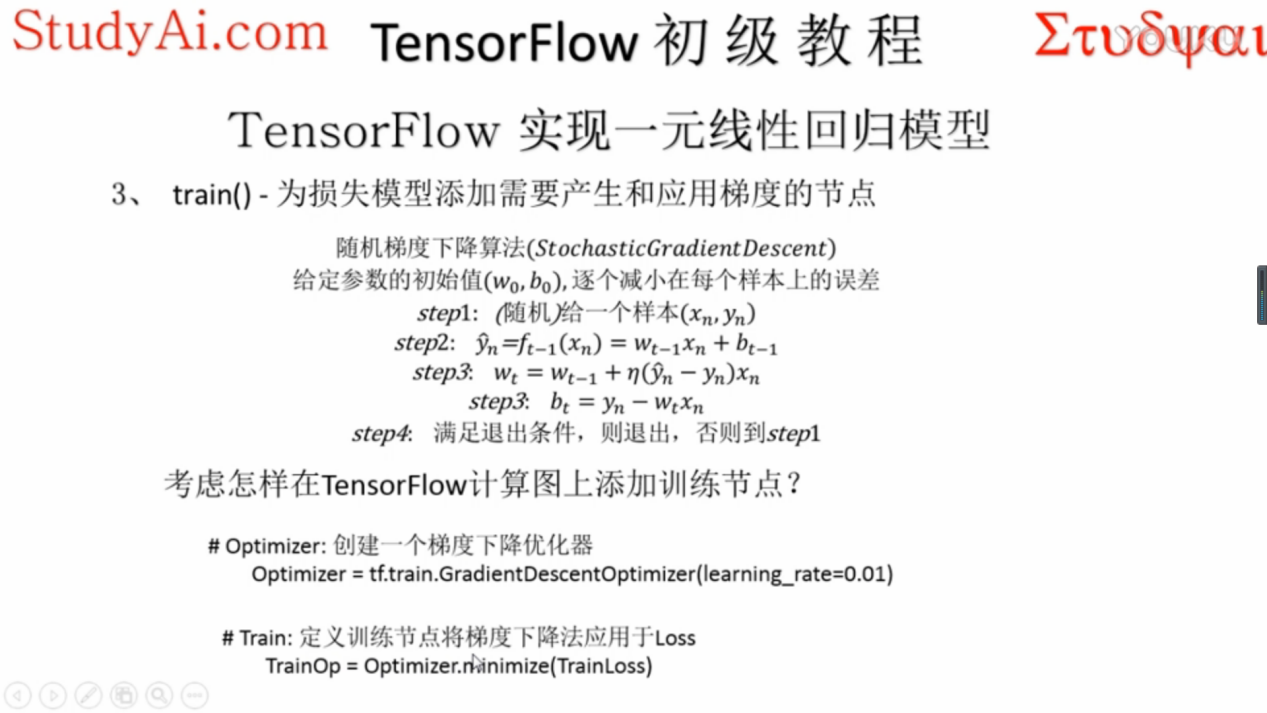 StudyAi.com
TensorFlow 初 级 教 程
Στυδψαι
YOUKU
TensorFlow 实现一元线性回归模型
3、 train() - 为损失模型添加需要产生和应用梯度的节点
随机梯度下降算法(StochasticGradientDescent)
给定参数的初始值(w₀, b₀), 逐个减小在每个样本上的误差
step1: (随机)给一个样本(xₙ, yₙ)
step2: ŷₙ=fₜ₋₁(xₙ) = wₜ₋₁xₙ + bₜ₋₁
step3: wₜ = wₜ₋₁ + η(ŷₙ − yₙ)xₙ
step3: bₜ = yₙ − wₜxₙ
step4: 满足退出条件，则退出，否则到step1
考虑怎样在TensorFlow计算图上添加训练节点？
# Optimizer: 创建一个梯度下降优化器
Optimizer = tf.train.GradientDescentOptimizer(learning_rate=0.01)
# Train: 定义训练节点将梯度下降法应用于Loss
TrainOp = Optimizer.minimize(TrainLoss)